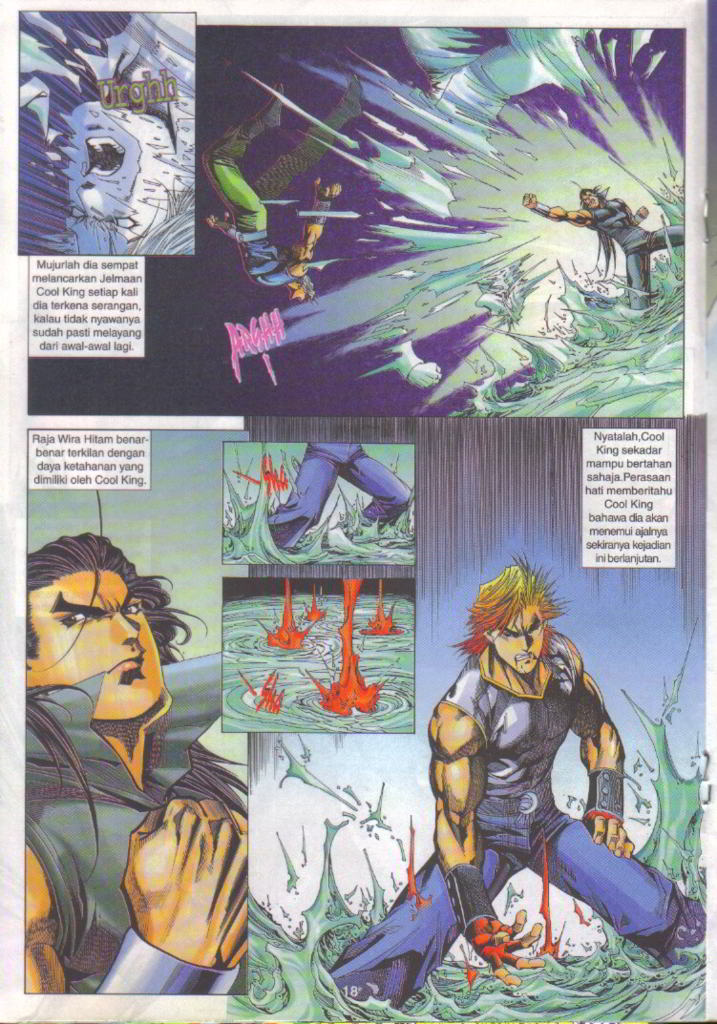 Urghh
Mujurlah dia sempat
melancarkan Jelmaan
Cool King setiap kali
dia terkena serangan,
kalau tidak nyawanya
sudah pasti melayang
dari awal-awal lagi.
ARGHH
Raja Wira Hitam benar-
benar terkilan dengan
daya ketahanan yang
dimiliki oleh Cool King.
Nyatalah,Cool
King sekadar
mampu bertahan
sahaja.Perasaan
hati memberitahu
Cool King
bahawa dia akan
menemui ajalnya
sekiranya kejadian
ini berlanjutan.
18